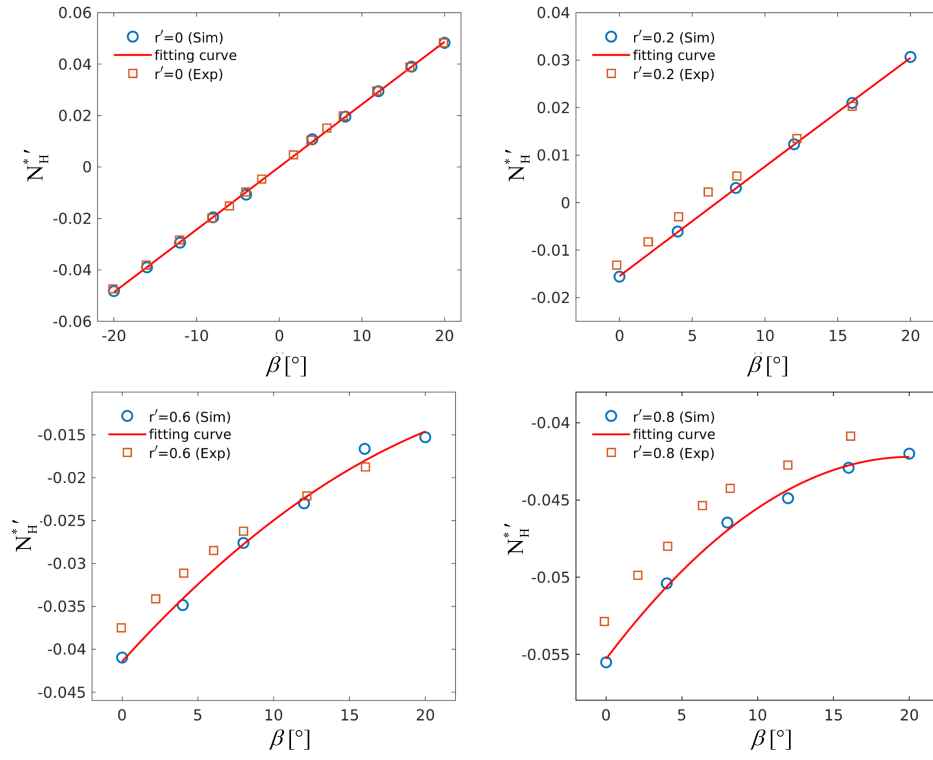 0.06
0.04
0.02
0
-0.02
-0.04
-0.06
-20
-10
0
10
20
N*′H
β [°]
r′=0 (Sim)
fitting curve
r′=0 (Exp)
0.04
0.03
0.02
0.01
0
-0.01
-0.02
0
5
10
15
20
N*′H
β [°]
r′=0.2 (Sim)
fitting curve
r′=0.2 (Exp)
-0.015
-0.02
-0.025
-0.03
-0.035
-0.04
-0.045
0
5
10
15
20
N*′H
β [°]
r′=0.6 (Sim)
fitting curve
r′=0.6 (Exp)
-0.04
-0.045
-0.05
-0.055
0
5
10
15
20
N*′H
β [°]
r′=0.8 (Sim)
fitting curve
r′=0.8 (Exp)